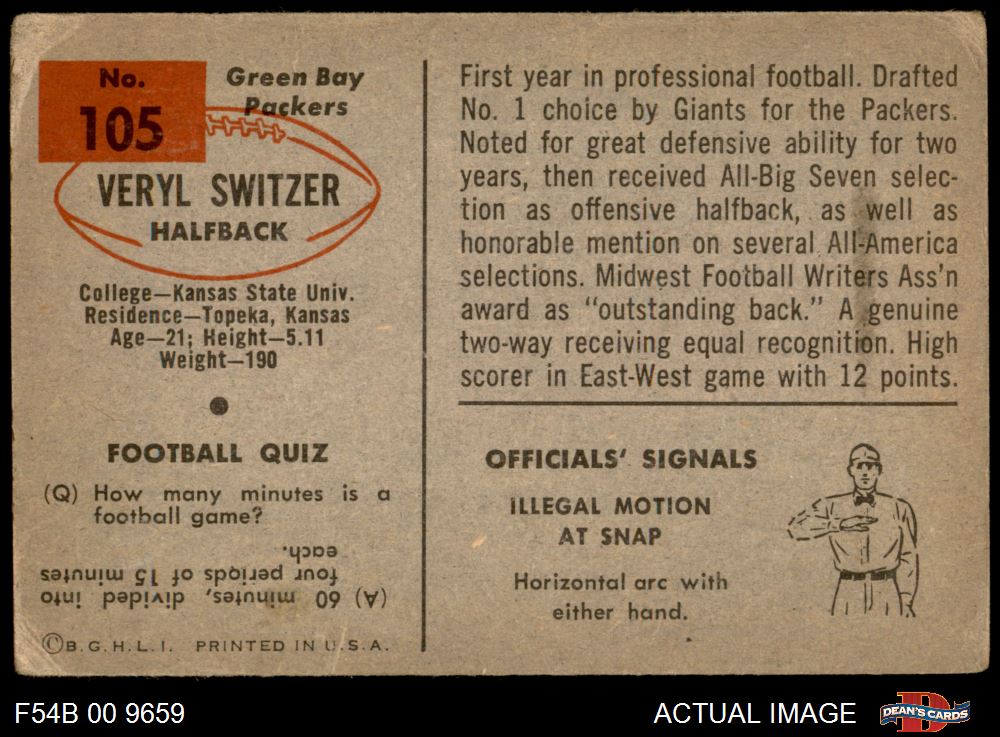 No.
105
Green Bay
Packers
VERYL SWITZER
HALFBACK
College—Kansas State Univ.
Residence—Topeka, Kansas
Age—21; Height—5.11
Weight—190
FOOTBALL QUIZ
(Q) How many minutes is a
football game?
(A) 60 minutes, divided into
four periods of 15 minutes
each.
©B.G.H.L.I. PRINTED IN U.S.A.
First year in professional football. Drafted
No. 1 choice by Giants for the Packers.
Noted for great defensive ability for two
years, then received All-Big Seven selec-
tion as offensive halfback, as well as
honorable mention on several All-America
selections. Midwest Football Writers Ass'n
award as "outstanding back." A genuine
two-way receiving equal recognition. High
scorer in East-West game with 12 points.
OFFICIALS' SIGNALS
ILLEGAL MOTION
AT SNAP
Horizontal arc with
either hand.
F54B 00 9659
ACTUAL IMAGE
DEAN'S CARDS